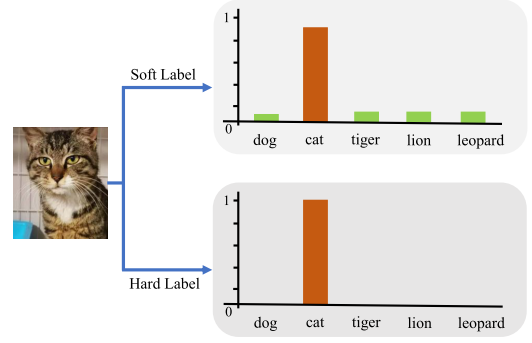 1
Soft Label
0
dog cat tiger lion leopard
1
Hard Label
0
dog cat tiger lion leopard